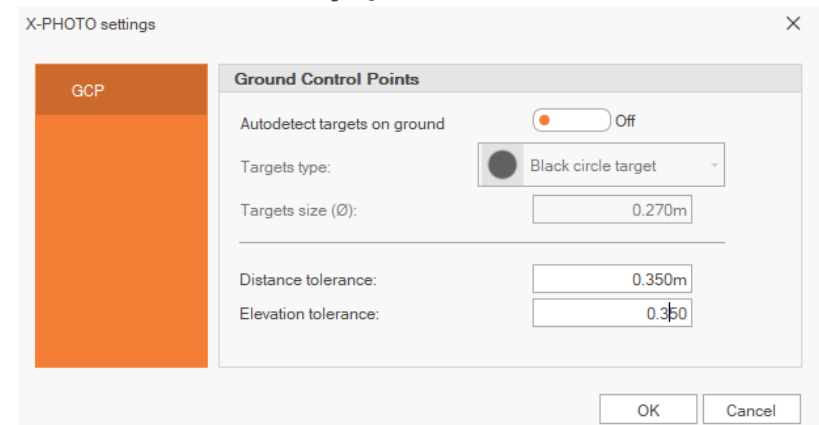 X-PHOTO settings
GCP
Ground Control Points
Autodetect targets on ground Off
Targets type: Black circle target
Targets size (Ø): 0.270m
Distance tolerance: 0.350m
Elevation tolerance: 0.350
OK Cancel